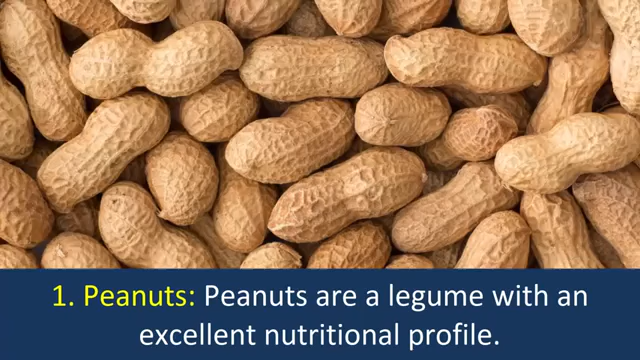 1. Peanuts: Peanuts are a legume with an
excellent nutritional profile.